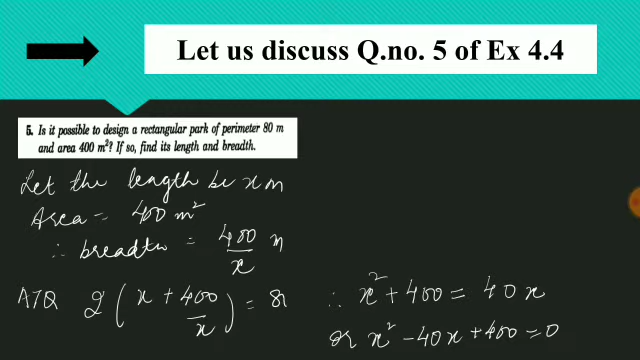 Let us discuss Q.no. 5 of Ex 4.4
5. Is it possible to design a rectangular park of perimeter 80 m
and area 400 m²? If so, find its length and breadth.
Let the length be x m
Area = 400 m²
∴ breadth = 400/x m
ATQ 2(x + 400/x) = 80
∴ x² + 400 = 40x
or x² - 40x + 400 = 0